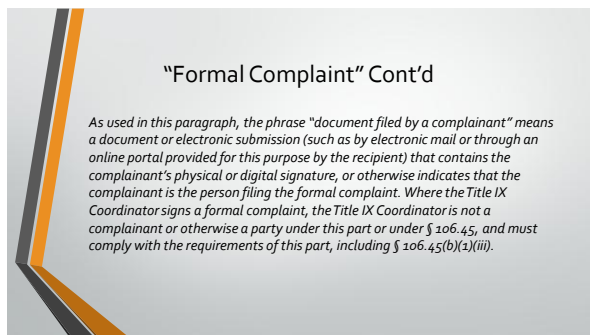 “Formal Complaint” Cont’d
As used in this paragraph, the phrase “document filed by a complainant” means
a document or electronic submission (such as by electronic mail or through an
online portal provided for this purpose by the recipient) that contains the
complainant’s physical or digital signature, or otherwise indicates that the
complainant is the person filing the formal complaint. Where the Title IX
Coordinator signs a formal complaint, the Title IX Coordinator is not a
complainant or otherwise a party under this part or under § 106.45, and must
comply with the requirements of this part, including § 106.45(b)(1)(iii).